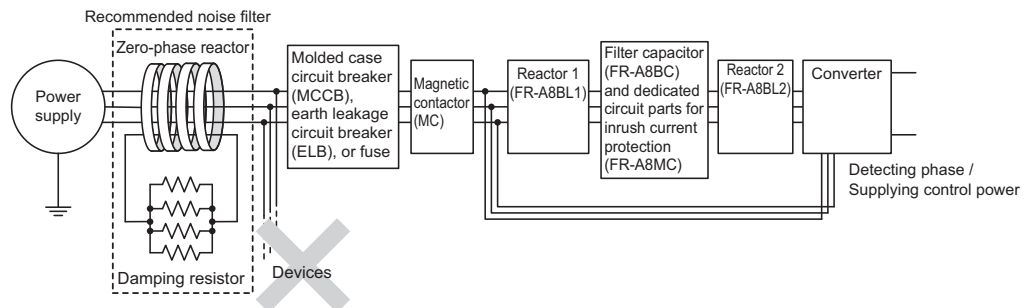 Recommended noise filter
Zero-phase reactor
Power
supply
Damping resistor
Devices
Molded case
circuit breaker
(MCCB),
earth leakage
circuit breaker
(ELB), or fuse
Magnetic
contactor
(MC)
Reactor 1
(FR-A8BL1)
Filter capacitor
(FR-A8BC)
and dedicated
circuit parts for
inrush current
protection
(FR-A8MC)
Reactor 2
(FR-A8BL2)
Converter
Detecting phase /
Supplying control power